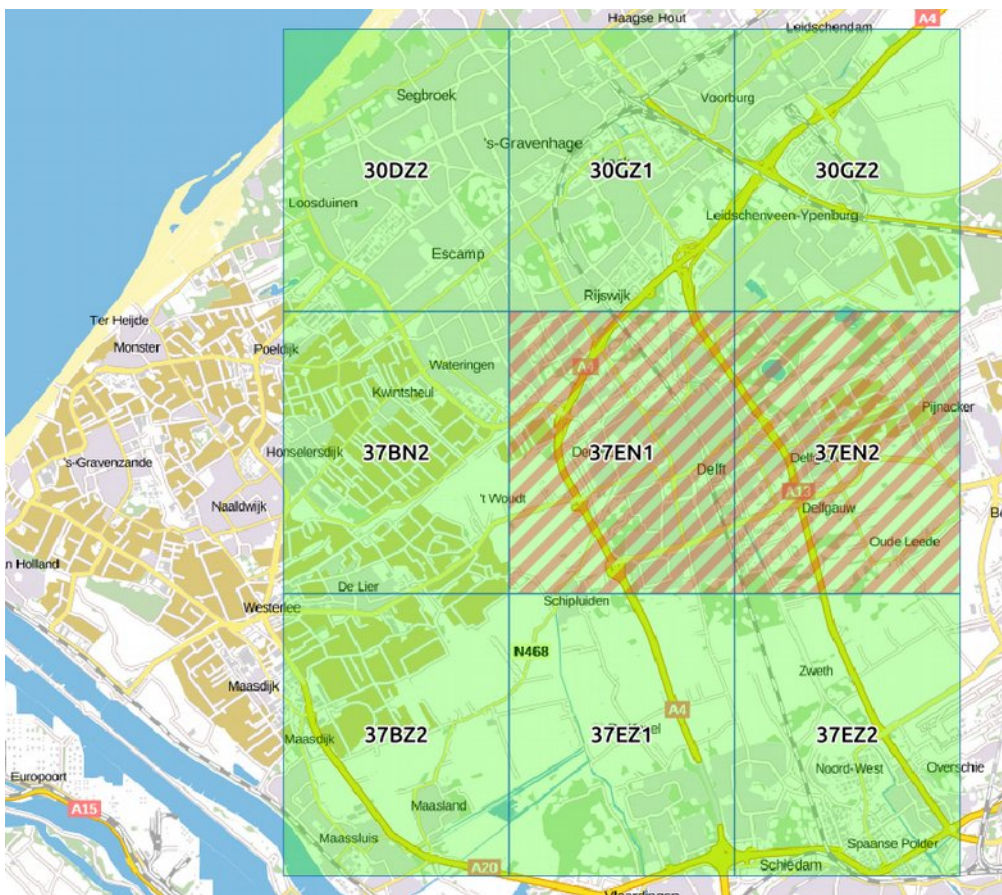 Haagse Hout
Leidschendam
A4
Segbroek
Voorburg
's-Gravenhage
30DZ2
30GZ1
30GZ2
Loosduinen
Leidschenveen-Ypenburg
Escamp
Rijswijk
Ter Heijde
Monster
Poeldijk
Wateringen
Kwintsheul
Pijnacker
Honselersdijk
37BN2
37EN1
37EN2
's-Gravenzande
Delft
't Woudt
A13
Naaldwijk
Delfgauw
Oude Leede
De Lier
Westerlee
Schipluiden
N468
Zweth
Maasdijk
A4
Maasdijk
37BZ2
37EZ1
37EZ2
Noord-West
Overschie
Europoort
A15
Maasland
Maassluis
Spaanse Polder
A20
Schiedam